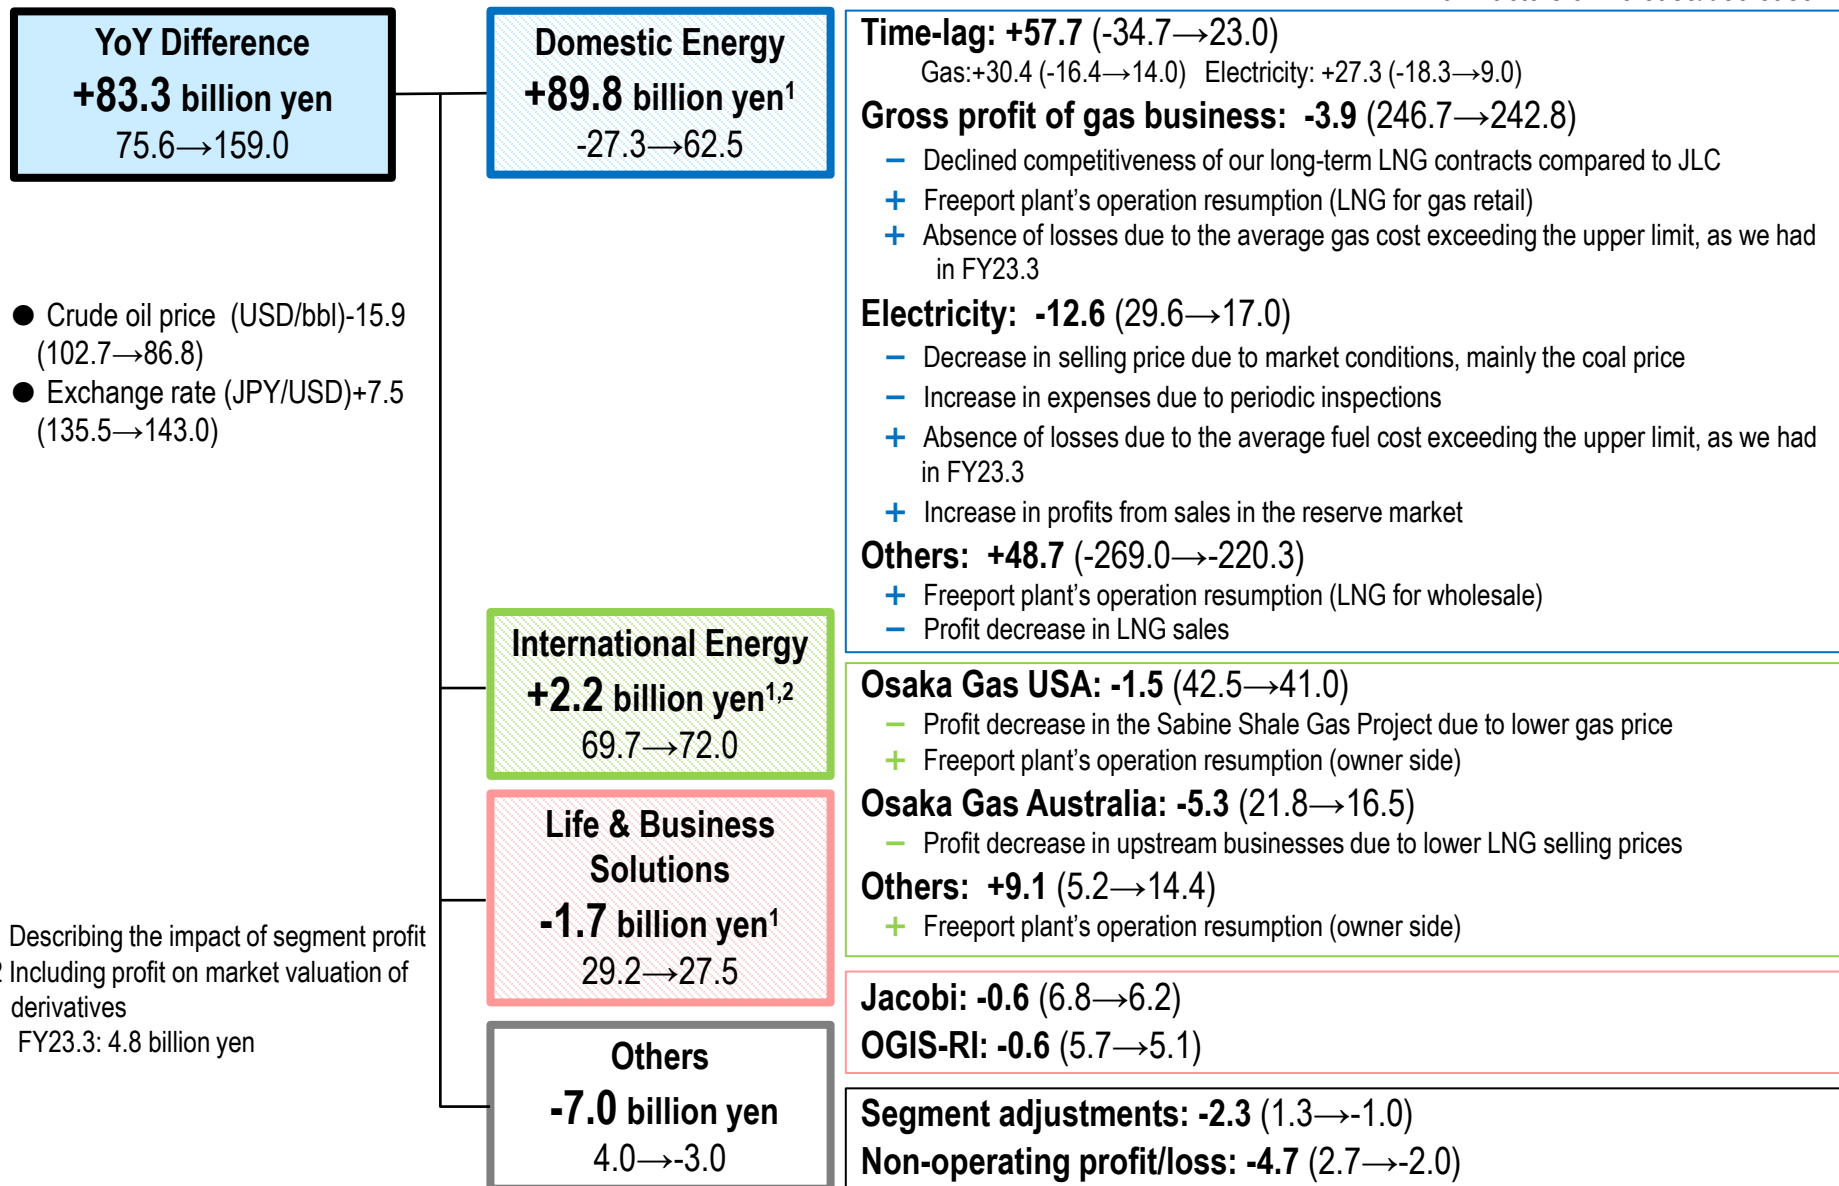 YoY Difference
+83.3 billion yen
75.6→159.0
● Crude oil price (USD/bbl)-15.9
(102.7→86.8)
● Exchange rate (JPY/USD)+7.5
(135.5→143.0)
Describing the impact of segment profit
2 Including profit on market valuation of
derivatives
FY23.3: 4.8 billion yen
Domestic Energy
+89.8 billion yen¹
-27.3→62.5
Time-lag: +57.7 (-34.7→23.0)
Gas:+30.4 (-16.4→14.0) Electricity: +27.3 (-18.3→9.0)
Gross profit of gas business: -3.9 (246.7→242.8)
− Declined competitiveness of our long-term LNG contracts compared to JLC
+ Freeport plant’s operation resumption (LNG for gas retail)
+ Absence of losses due to the average gas cost exceeding the upper limit, as we had
in FY23.3
Electricity: -12.6 (29.6→17.0)
− Decrease in selling price due to market conditions, mainly the coal price
− Increase in expenses due to periodic inspections
+ Absence of losses due to the average fuel cost exceeding the upper limit, as we had
in FY23.3
+ Increase in profits from sales in the reserve market
Others: +48.7 (-269.0→-220.3)
+ Freeport plant’s operation resumption (LNG for wholesale)
− Profit decrease in LNG sales
International Energy
+2.2 billion yen¹,²
69.7→72.0
Osaka Gas USA: -1.5 (42.5→41.0)
− Profit decrease in the Sabine Shale Gas Project due to lower gas price
+ Freeport plant’s operation resumption (owner side)
Osaka Gas Australia: -5.3 (21.8→16.5)
− Profit decrease in upstream businesses due to lower LNG selling prices
Others: +9.1 (5.2→14.4)
+ Freeport plant’s operation resumption (owner side)
Life & Business
Solutions
-1.7 billion yen¹
29.2→27.5
Jacobi: -0.6 (6.8→6.2)
OGIS-RI: -0.6 (5.7→5.1)
Others
-7.0 billion yen
4.0→-3.0
Segment adjustments: -2.3 (1.3→-1.0)
Non-operating profit/loss: -4.7 (2.7→-2.0)